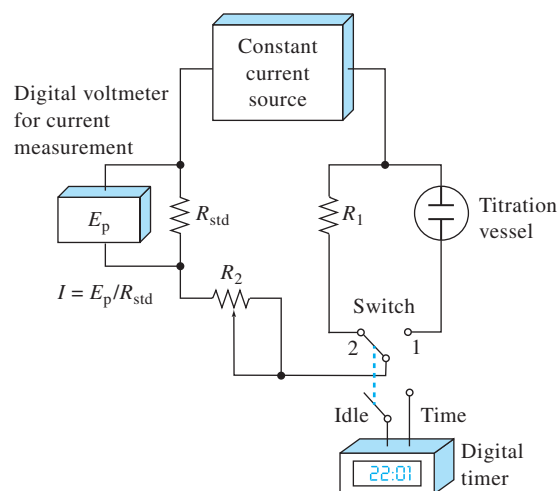 Constant
current
source
Digital voltmeter
for current
measurement
E_p
R_std
R_1
Titration
vessel
I = E_p/R_std
R_2
Switch
2
1
Idle
Time
22:01
Digital
timer